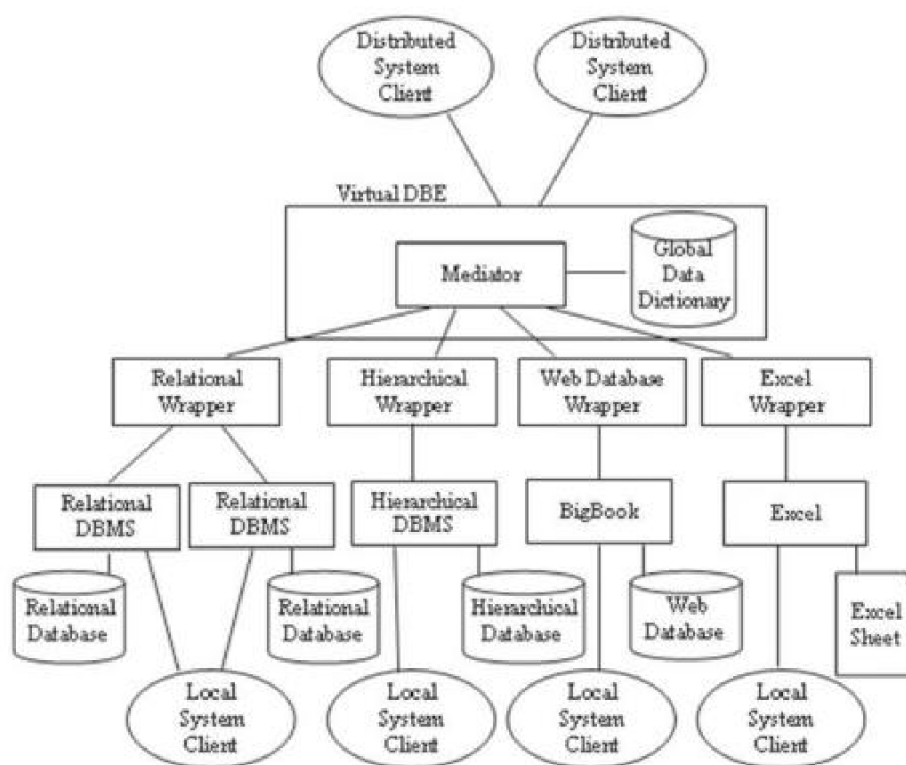 Distributed
System
Client
Distributed
System
Client
Virtual DBE
Mediator
Global
Data
Dictionary
Relational
Wrapper
Hierarchical
Wrapper
Web Database
Wrapper
Excel
Wrapper
Relational
DBMS
Relational
DBMS
Hierarchical
DBMS
BigBook
Excel
Relational
Database
Relational
Database
Hierarchical
Database
Web
Database
Excel
Sheet
Local
System
Client
Local
System
Client
Local
System
Client
Local
System
Client